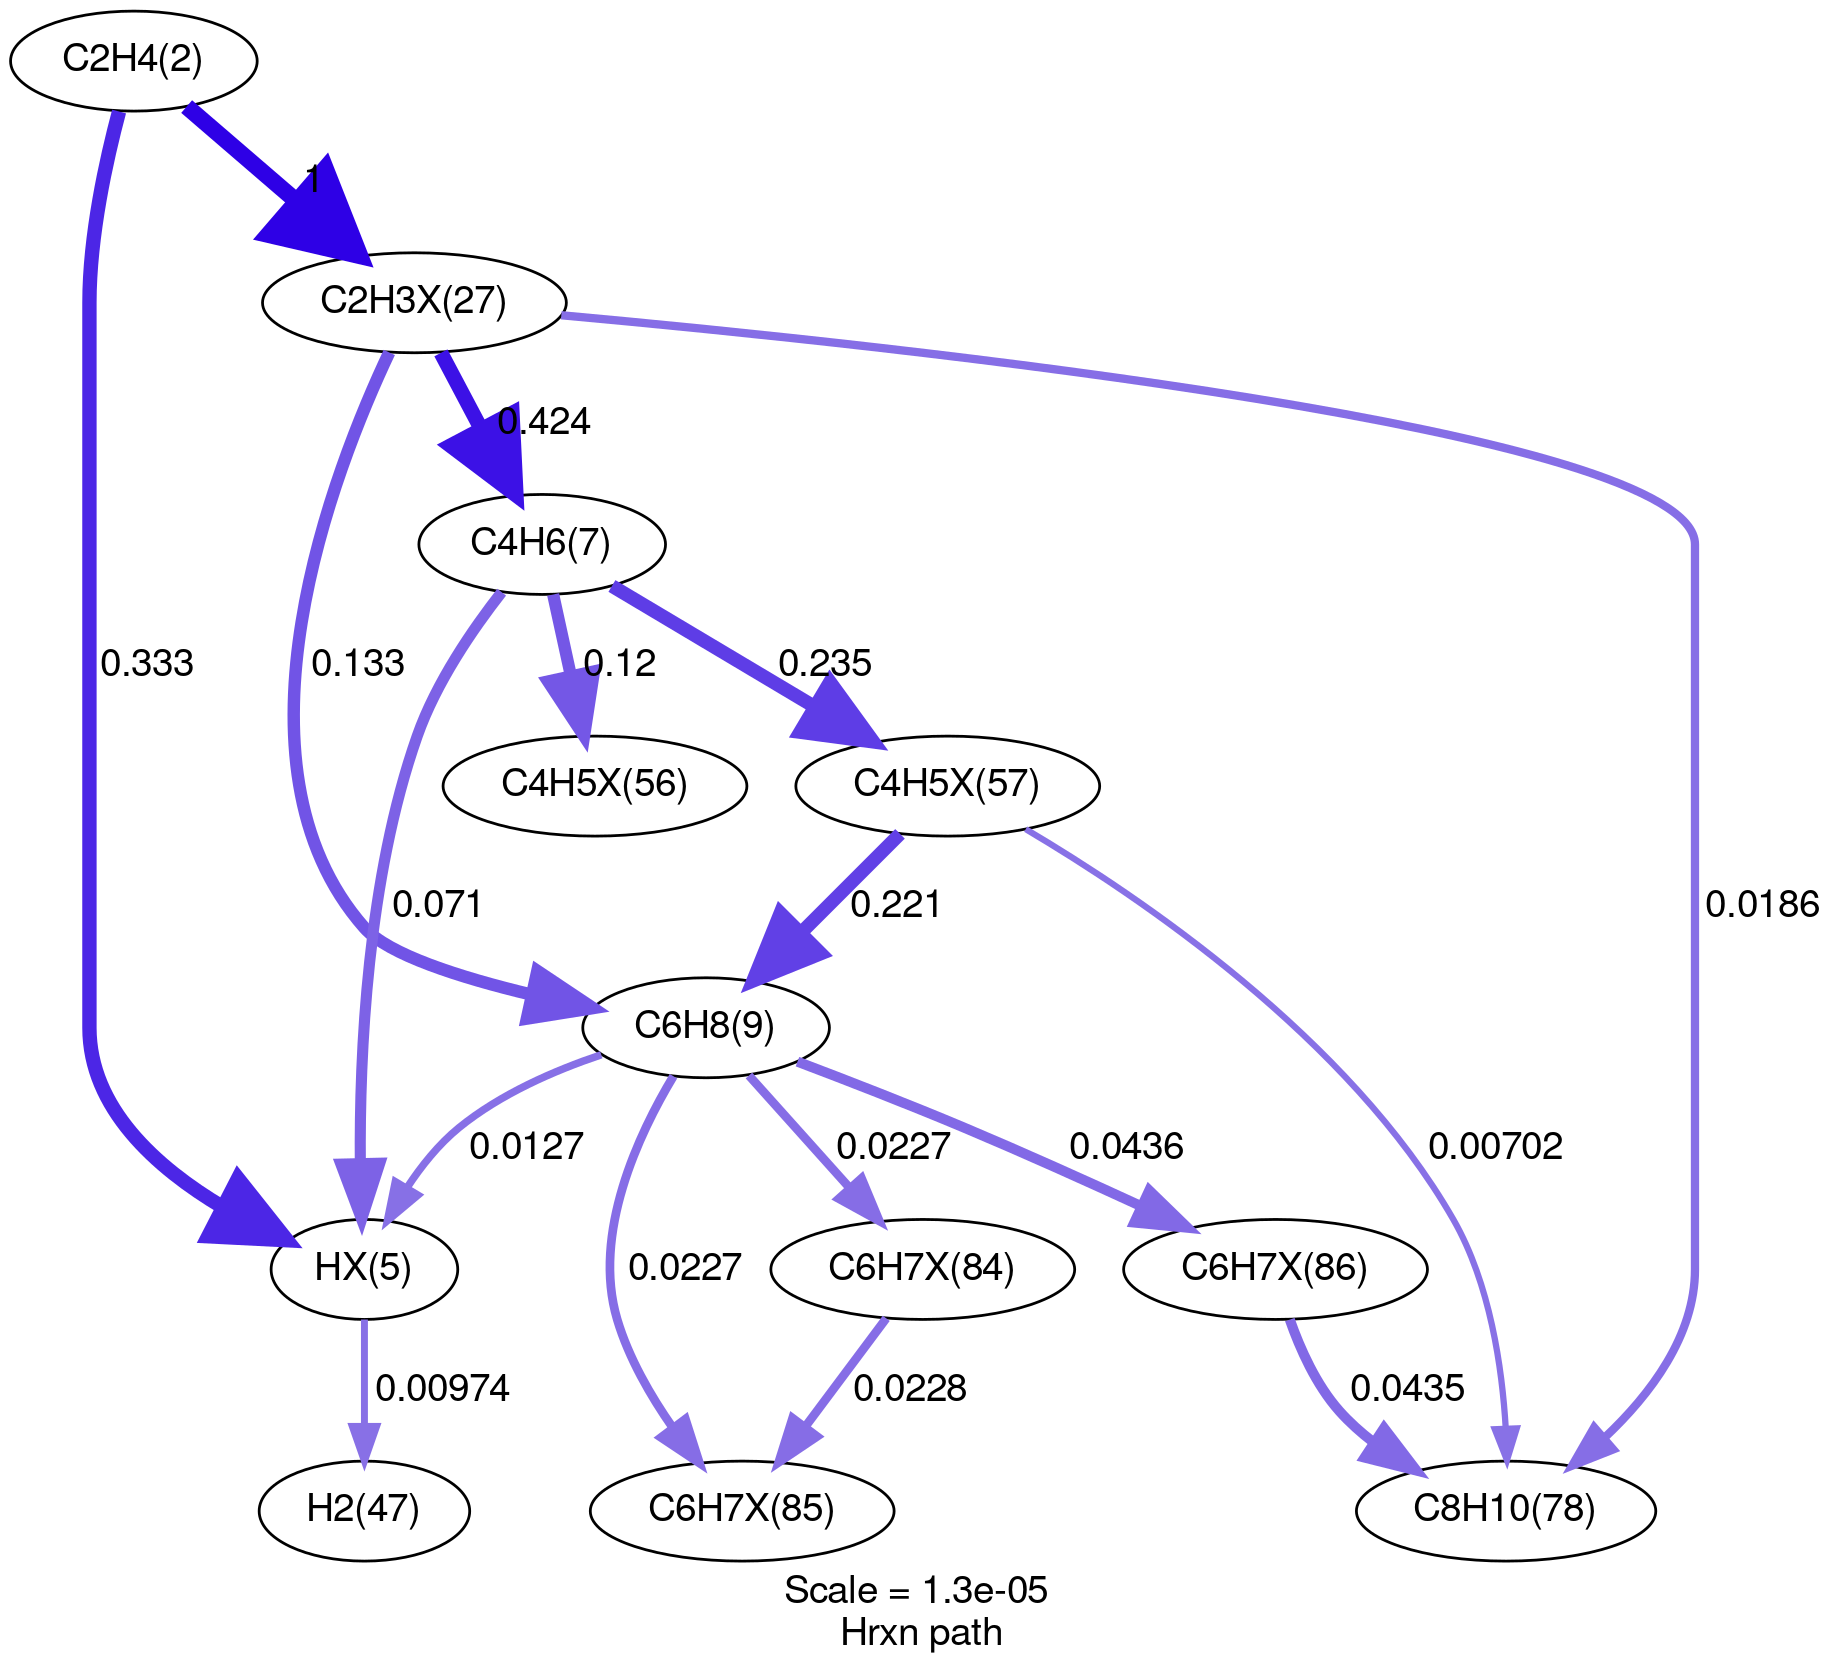 C2H4(2)
1
C2H3X(27)
0.424
C4H6(7)
0.333
0.133
0.12
0.235
C4H5X(56)
C4H5X(57)
0.071
0.221
0.0186
C6H8(9)
0.0127
0.0227
0.0436
0.00702
HX(5)
0.0227
C6H7X(84)
C6H7X(86)
0.00974
0.0228
0.0435
H2(47)
C6H7X(85)
C8H10(78)
Scale = 1.3e-05
Hrxn path